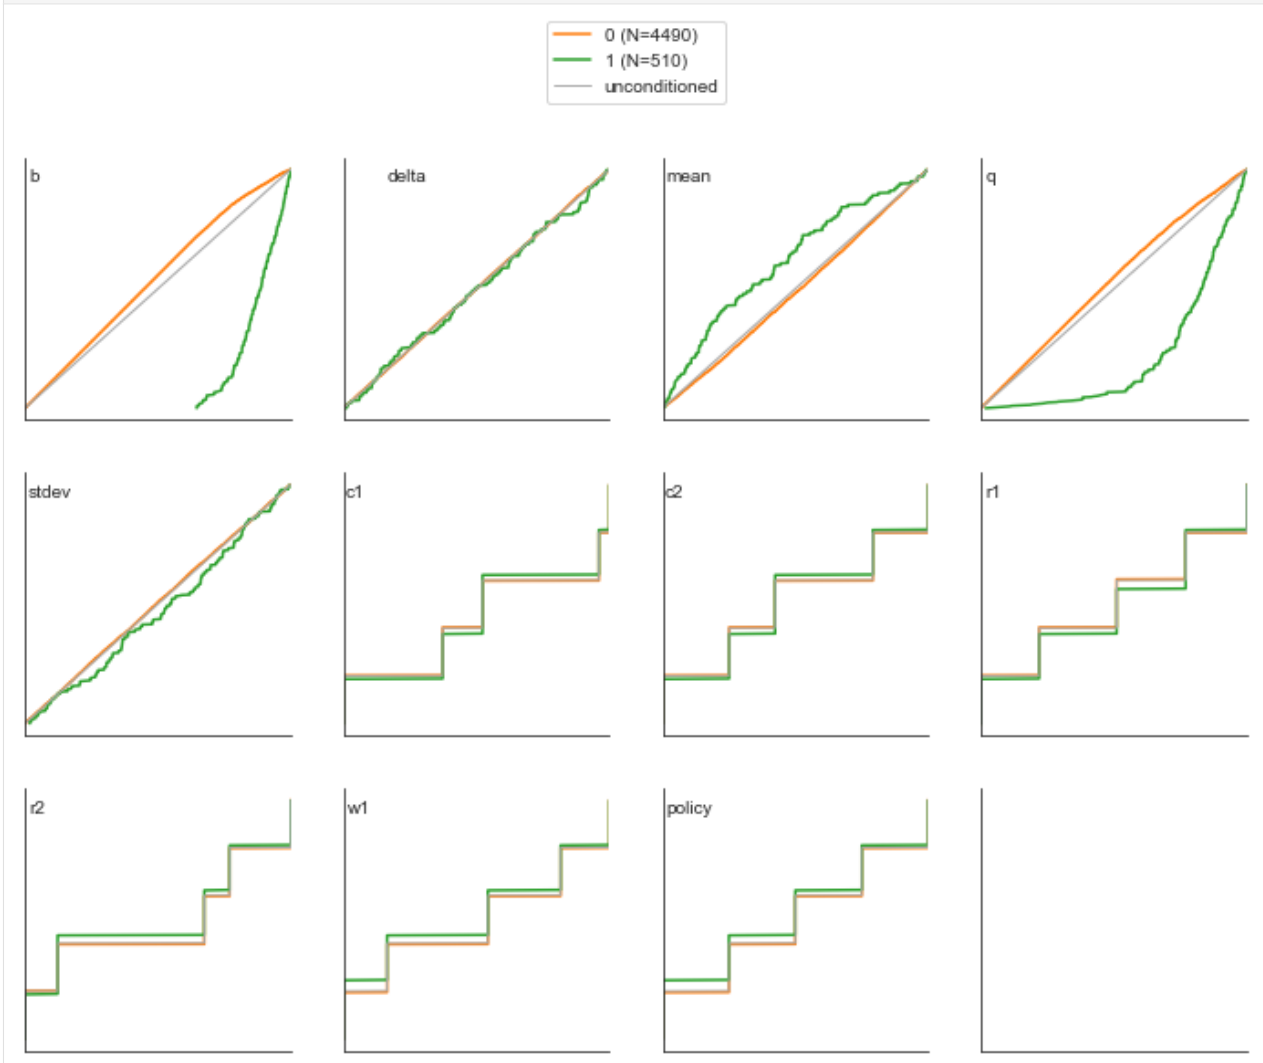 0 (N=4490)
1 (N=510)
unconditioned
b
delta
mean
q
stdev
c1
c2
r1
r2
w1
policy